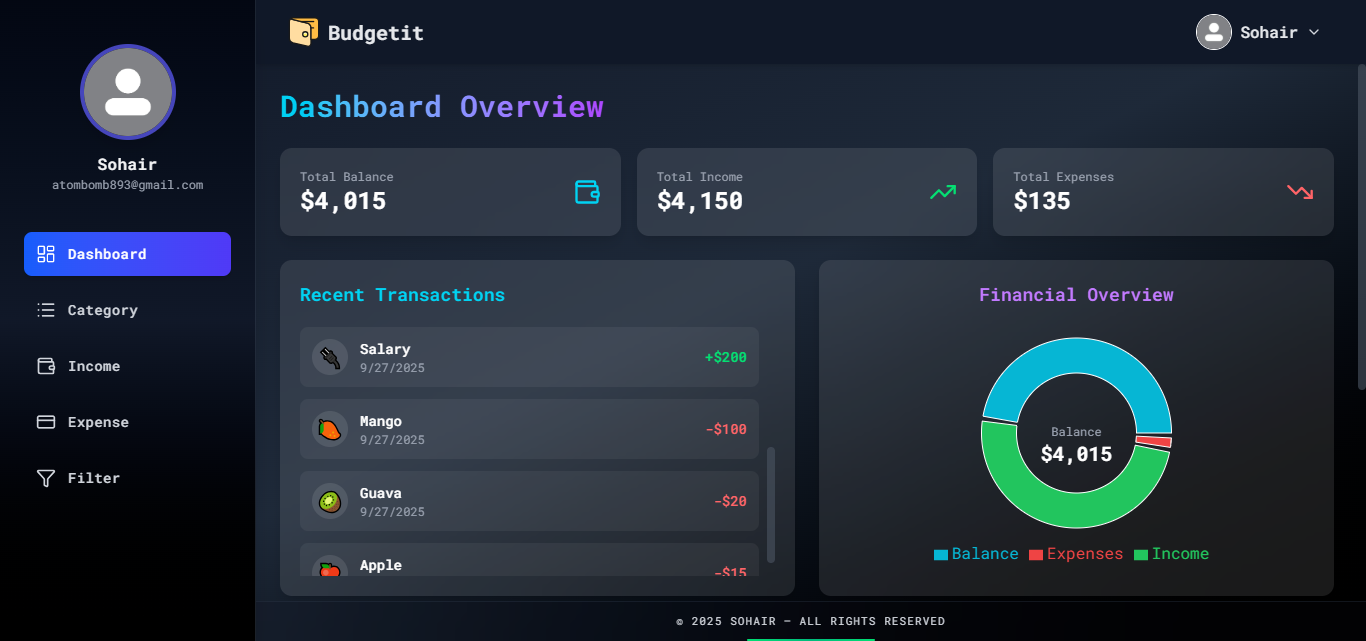 Sohair
atombomb893@gmail.com
Dashboard
Category
Income
Expense
Filter
Budgetit
Sohair
Dashboard Overview
Total Balance
$4,015
Total Income
$4,150
Total Expenses
$135
Recent Transactions
Salary
9/27/2025
+$200
Mango
9/27/2025
-$100
Guava
9/27/2025
-$20
Apple
-$15
Financial Overview
Balance
$4,015
Balance Expenses Income
© 2025 SOHAIR — ALL RIGHTS RESERVED